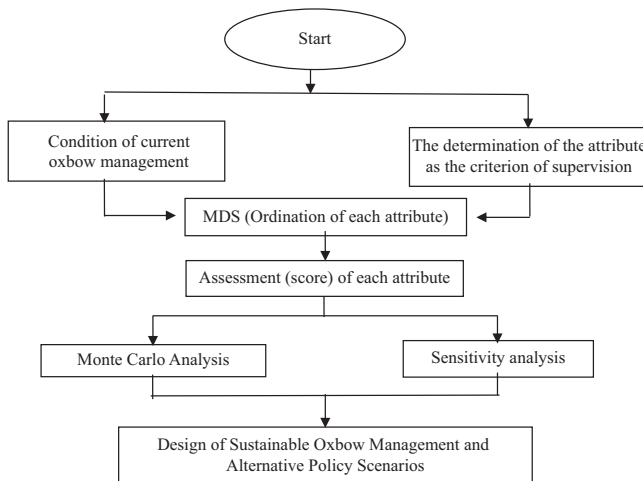 Start
Condition of current
oxbow management
The determination of the attribute
as the criterion of supervision
MDS (Ordination of each attribute)
Assessment (score) of each attribute
Monte Carlo Analysis
Sensitivity analysis
Design of Sustainable Oxbow Management and
Alternative Policy Scenarios